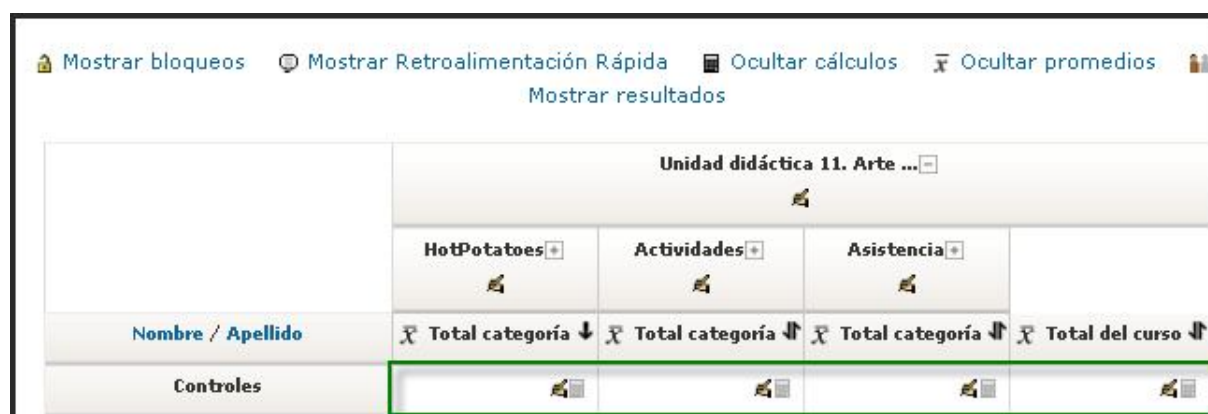 Mostrar bloqueos Mostrar Retroalimentación Rápida Ocultar cálculos Ocultar promedios
Mostrar resultados
Unidad didáctica 11. Arte ...
HotPotatoes Actividades Asistencia
Nombre / Apellido x̅ Total categoría x̅ Total categoría x̅ Total categoría x̅ Total del curso
Controles